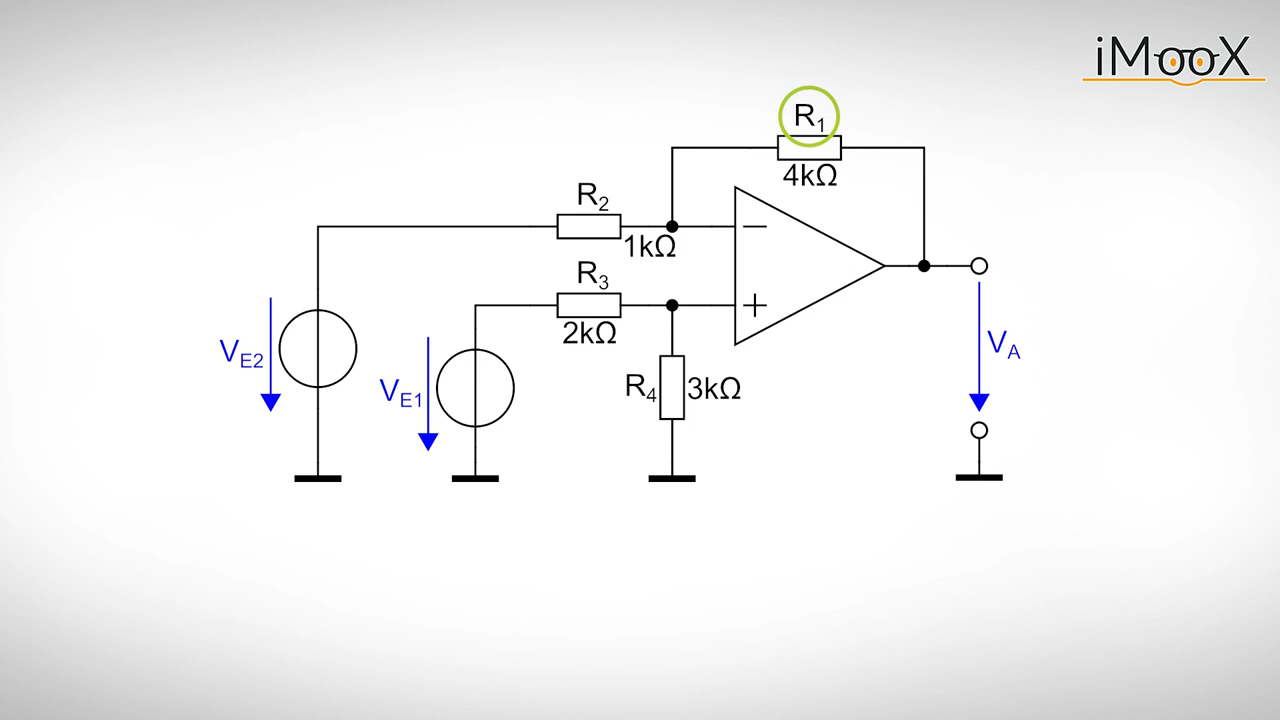 iMooX
R1
4kΩ
R2
1kΩ
R3
2kΩ
VE2
VE1
R4
3kΩ
VA
−
+